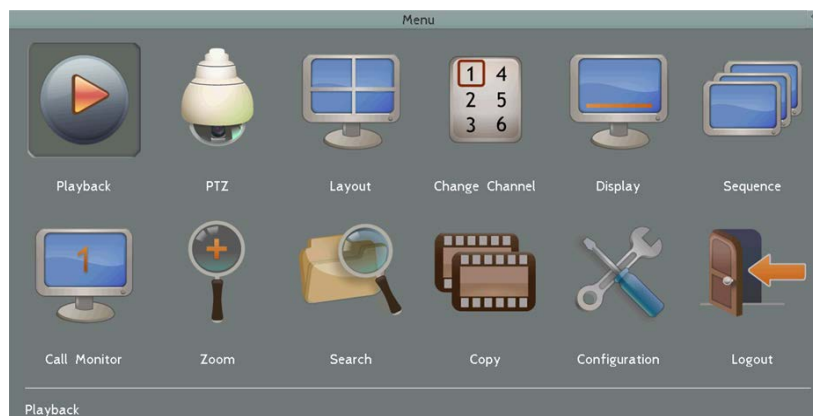 Menu
1 4
2 5
3 6
Playback PTZ Layout Change Channel Display Sequence
1
Call Monitor Zoom Search Copy Configuration Logout
Playback